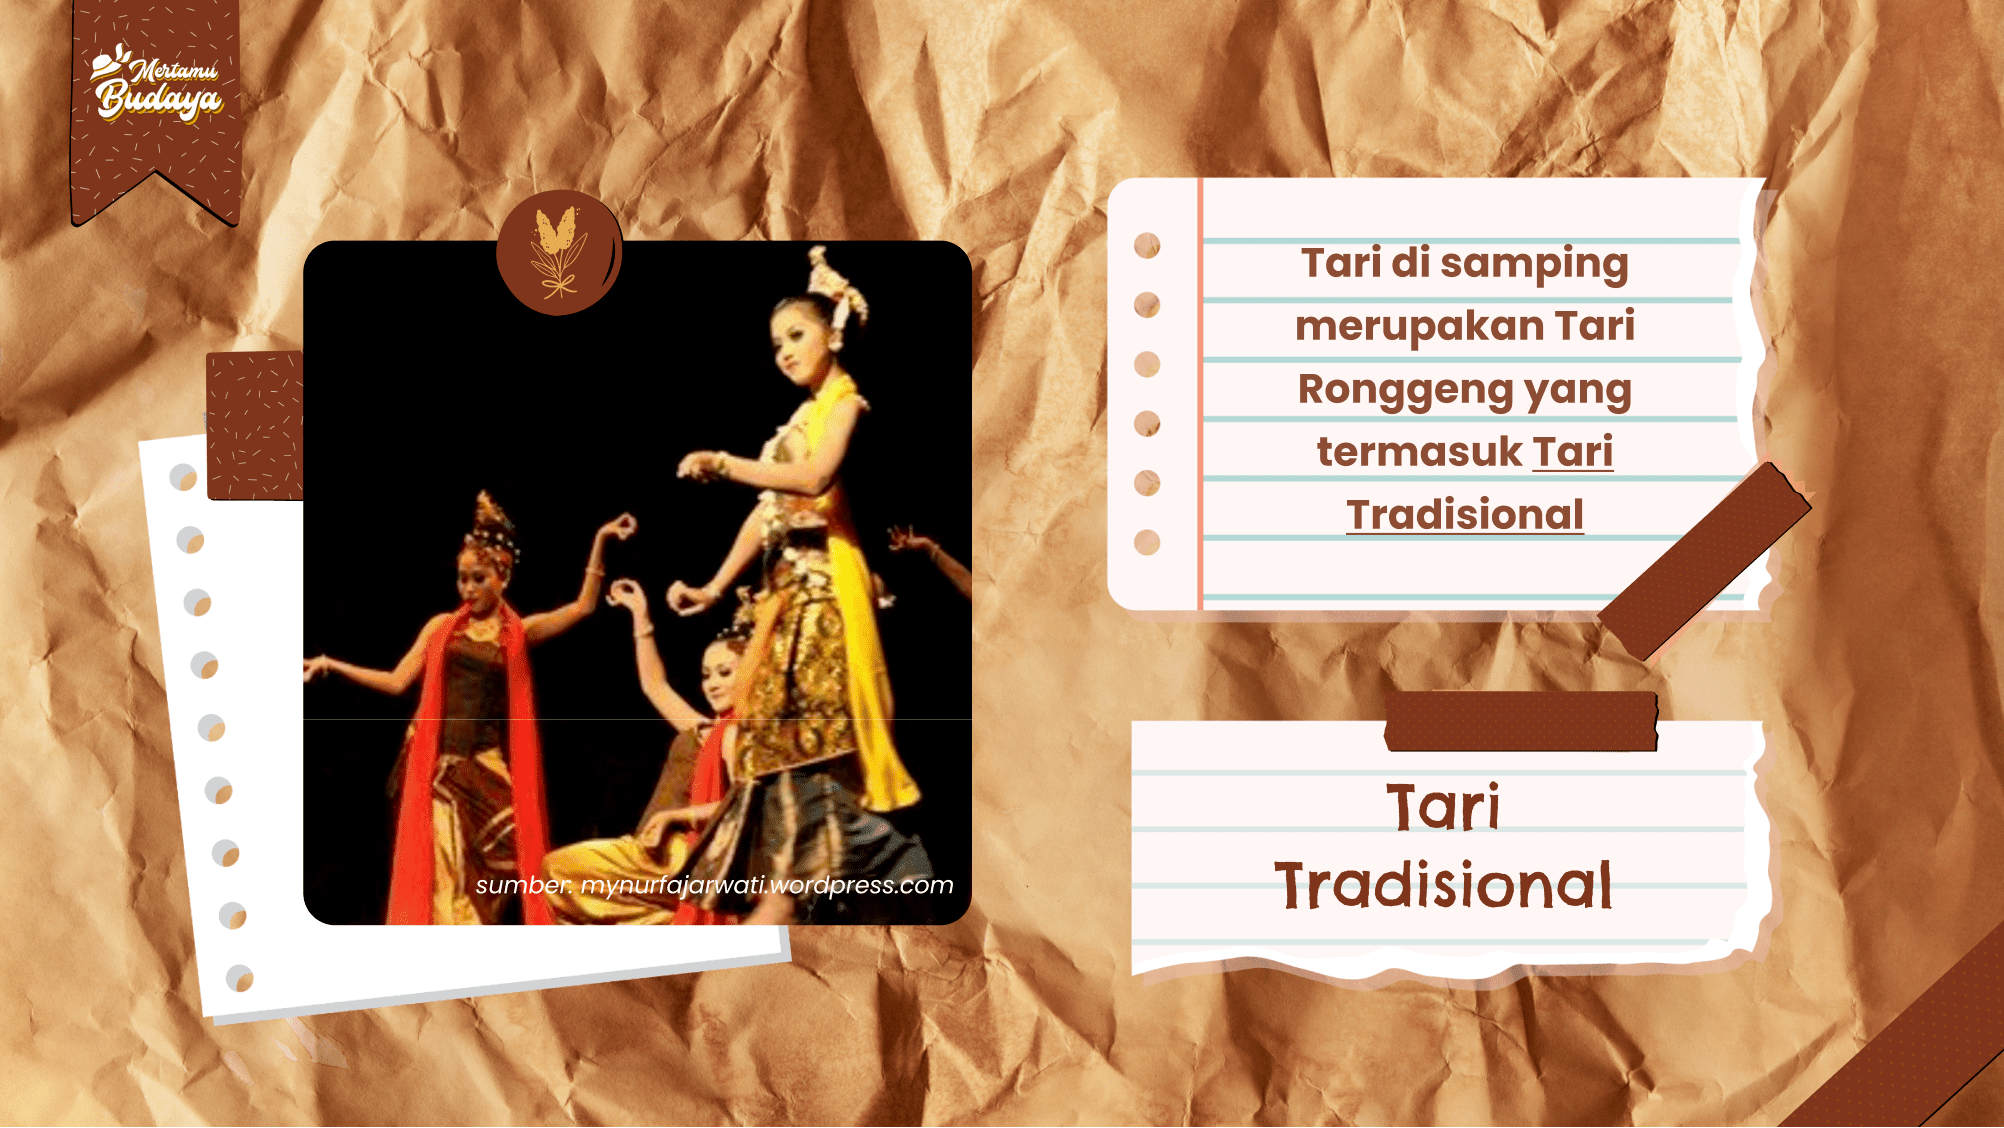 Mertamu
Budaya
Tari di samping
merupakan Tari
Ronggeng yang
termasuk Tari
Tradisional
sumber: mynurfajarwati.wordpress.com
Tari
Tradisional